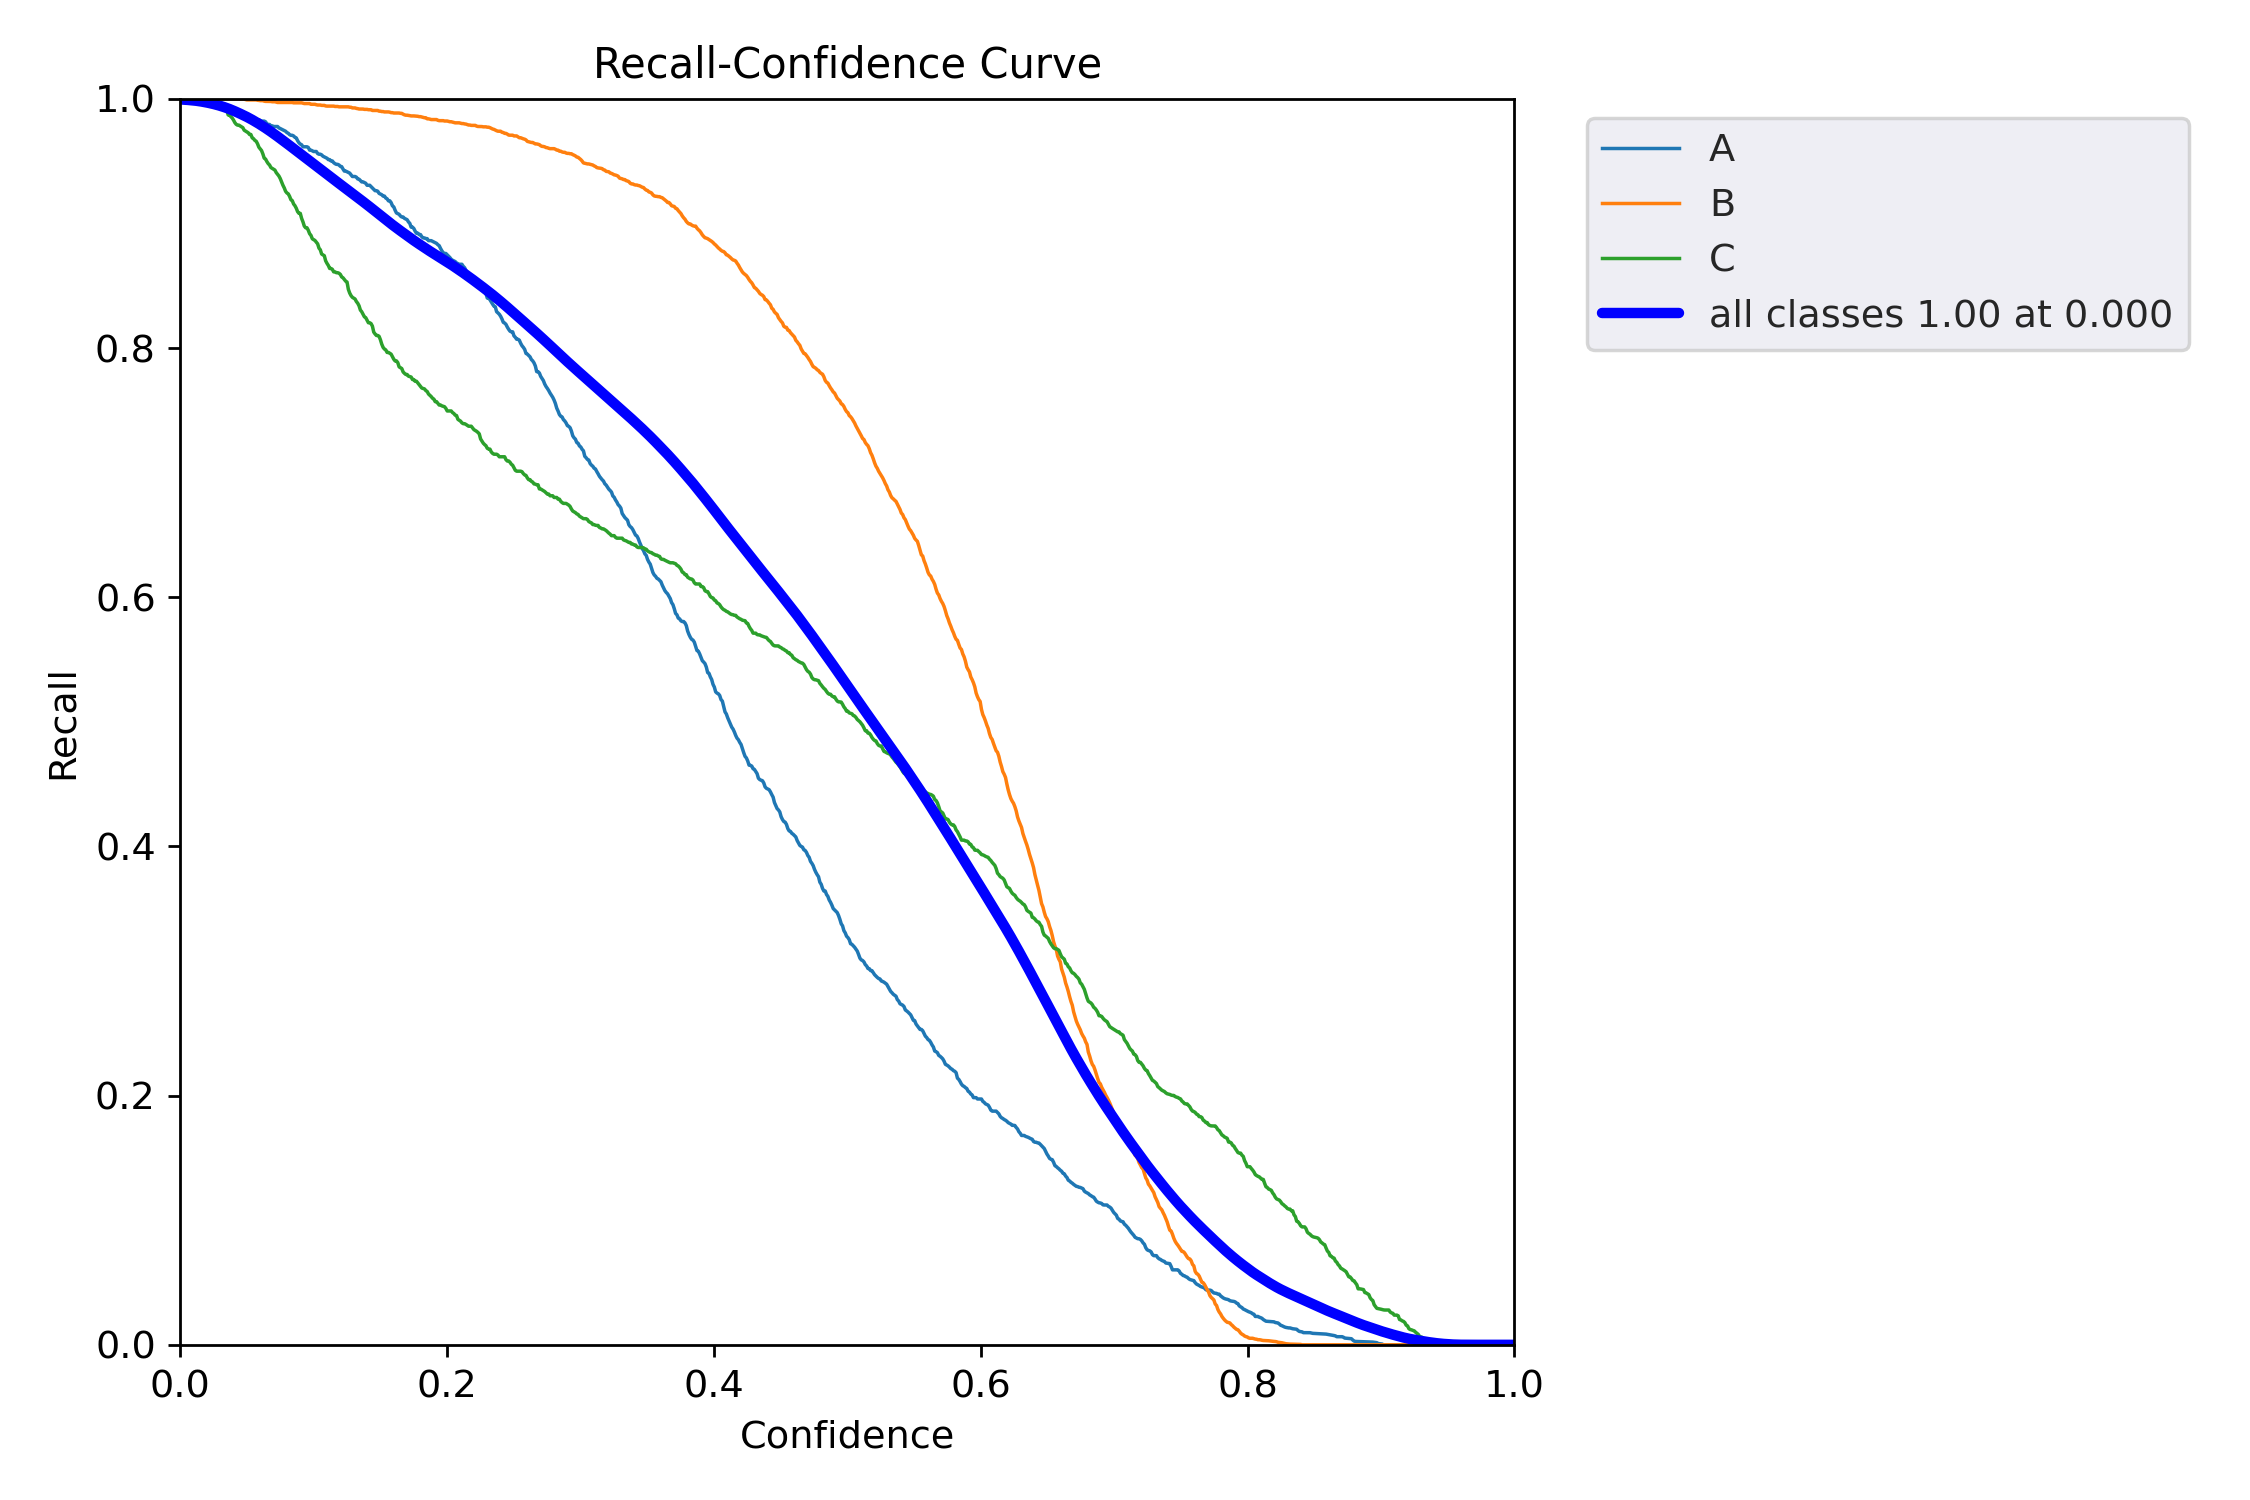 Recall-Confidence Curve
1.0
0.8
0.6
0.4
0.2
0.0
Recall
0.0 0.2 0.4 0.6 0.8 1.0
Confidence
A
B
C
all classes 1.00 at 0.000